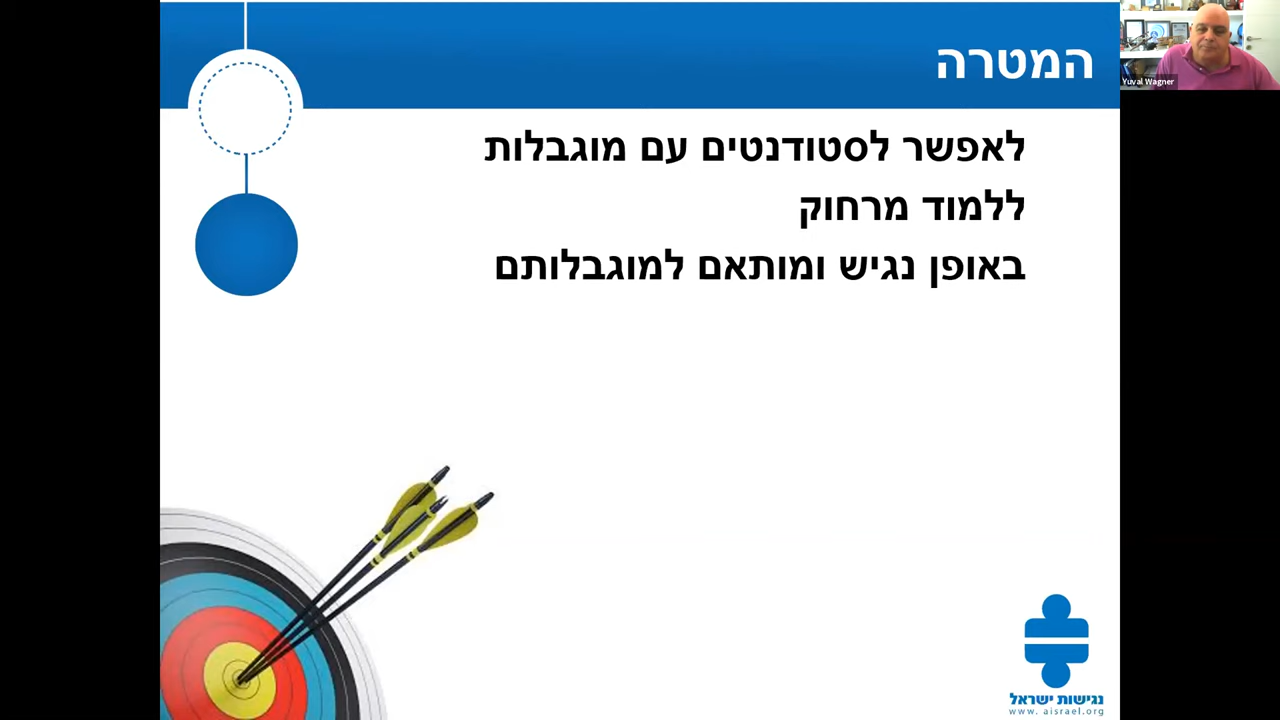 המטרה
לאפשר לסטודנטים עם מוגבלות
ללמוד מרחוק
באופן נגיש ומותאם למוגבלותם
נגישות ישראל
www. aisrael.org
Yuval Wagner